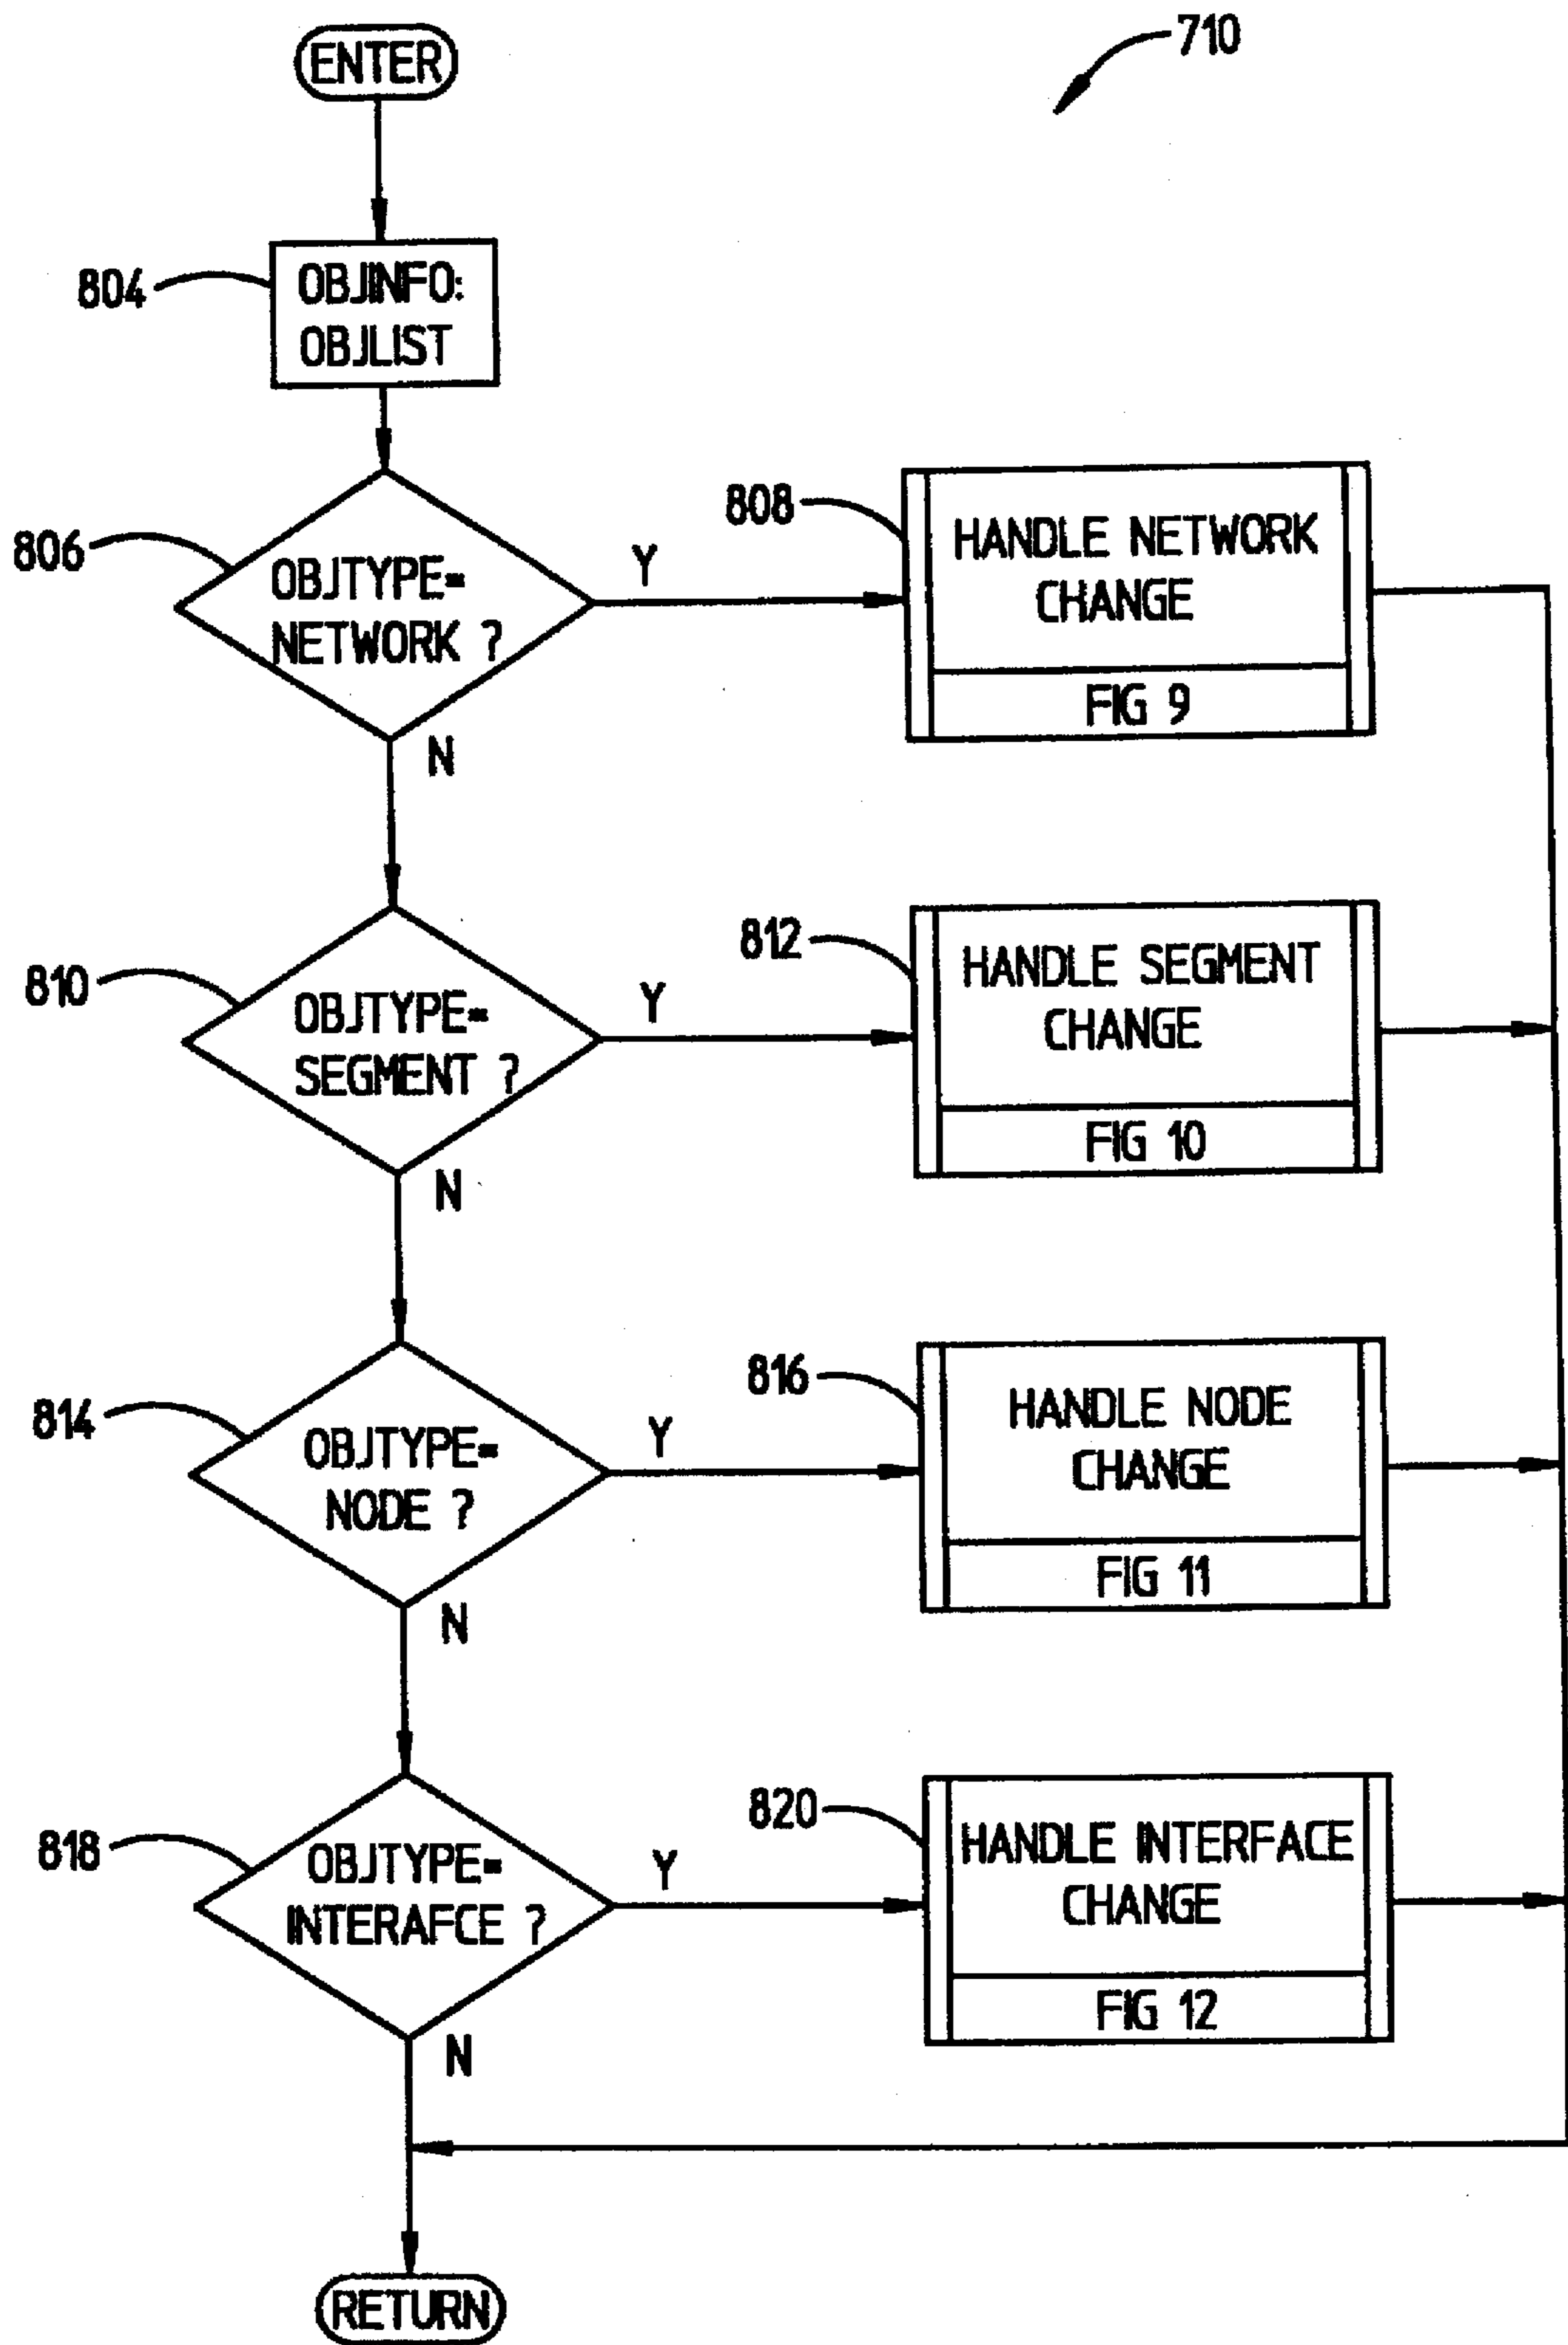 ENTER
710
804
OBJINFO:
OBJLIST
806
OBJTYPE=
NETWORK ?
Y
N
808
HANDLE NETWORK
CHANGE
FIG 9
810
OBJTYPE=
SEGMENT ?
Y
N
812
HANDLE SEGMENT
CHANGE
FIG 10
814
OBJTYPE=
NODE ?
Y
N
816
HANDLE NODE
CHANGE
FIG 11
818
OBJTYPE=
INTERAFCE ?
Y
N
820
HANDLE INTERFACE
CHANGE
FIG 12
RETURN